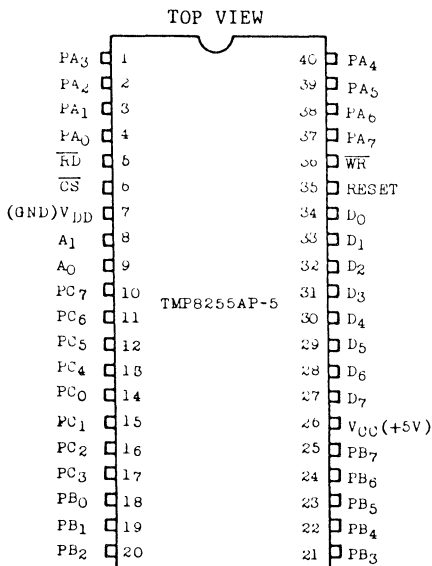 TOP VIEW
PA3 1 40 PA4
PA2 2 39 PA5
PA1 3 38 PA6
PA0 4 37 PA7
RD 5 36 WR
CS 6 35 RESET
(GND)VDD 7 34 D0
A1 8 33 D1
A0 9 32 D2
PC7 10 31 D3
TMP8255AP-5
PC6 11 30 D4
PC5 12 29 D5
PC4 13 28 D6
PC0 14 27 D7
PC1 15 26 VCC(+5V)
PC2 16 25 PB7
PC3 17 24 PB6
PB0 18 23 PB5
PB1 19 22 PB4
PB2 20 21 PB3